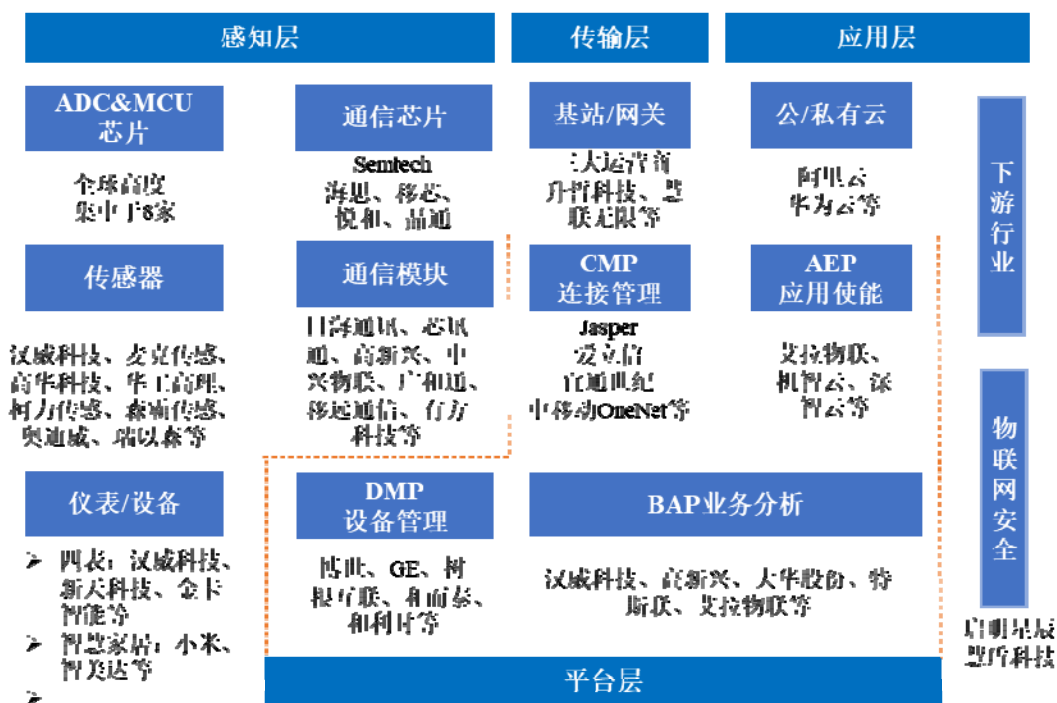 感知层
传输层
应用层
ADC&MCU
芯片
全球高度
集中于8家
通信芯片
Semtech
海思、移芯、
基站/网关
三大运营商
升哲科技、慧
联无限等
公/私有云
阿里云
华为云等
下游行业
传感器
汉威科技、麦克传感、
高华科技、华工高理、
柯力传感、森霸传感、
奥迪威、瑞以森等
通信模块
日海通讯、芯讯
通、高新兴、中
兴物联、广和通、
移远通信、有方
科技等
CMP
连接管理
Jasper
爱立信
宜通世纪
中移动OneNet等
AEP
应用使能
艾拉物联、
机智云、深
智云等
物联网安全
启明星辰
科技
仪表/设备
➢ 四表：汉威科技、
新天科技、金卡
智能等
➢ 智慧家居：小米、
智美达等
➢
DMP
设备管理
博世、GE、树
根互联、和而泰、
和利时等
BAP业务分析
汉威科技、高新兴、大华股份、特
斯联、艾拉物联等
平台层